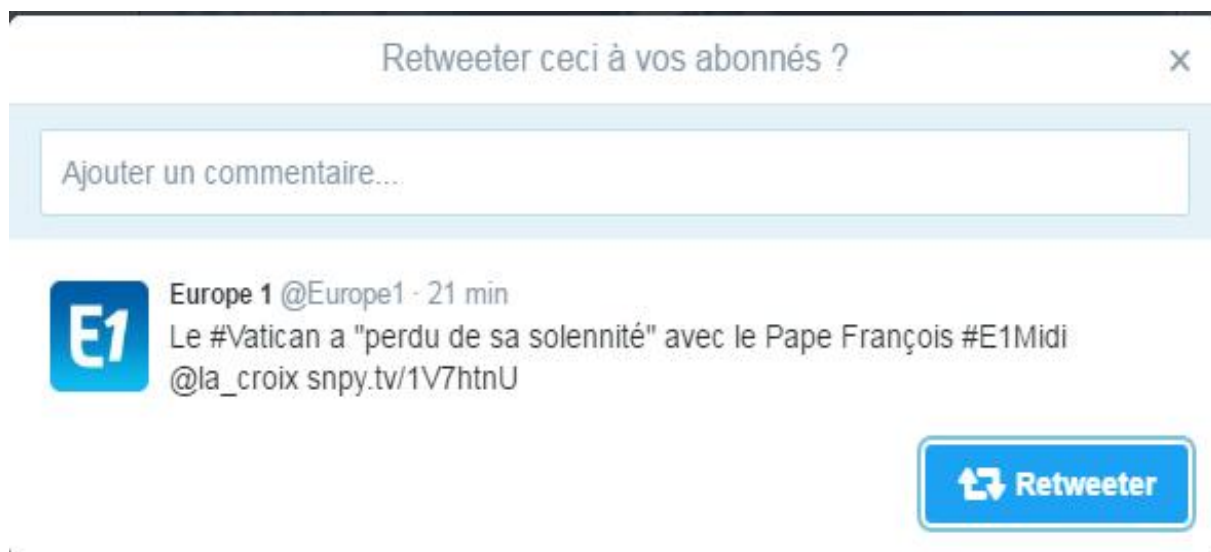 Retweeter ceci à vos abonnés ?
×
Ajouter un commentaire...
E1
Europe 1 @Europe1 · 21 min
Le #Vatican a "perdu de sa solennité" avec le Pape François #E1Midi
@la_croix snpy.tv/1V7htnU
Retweeter